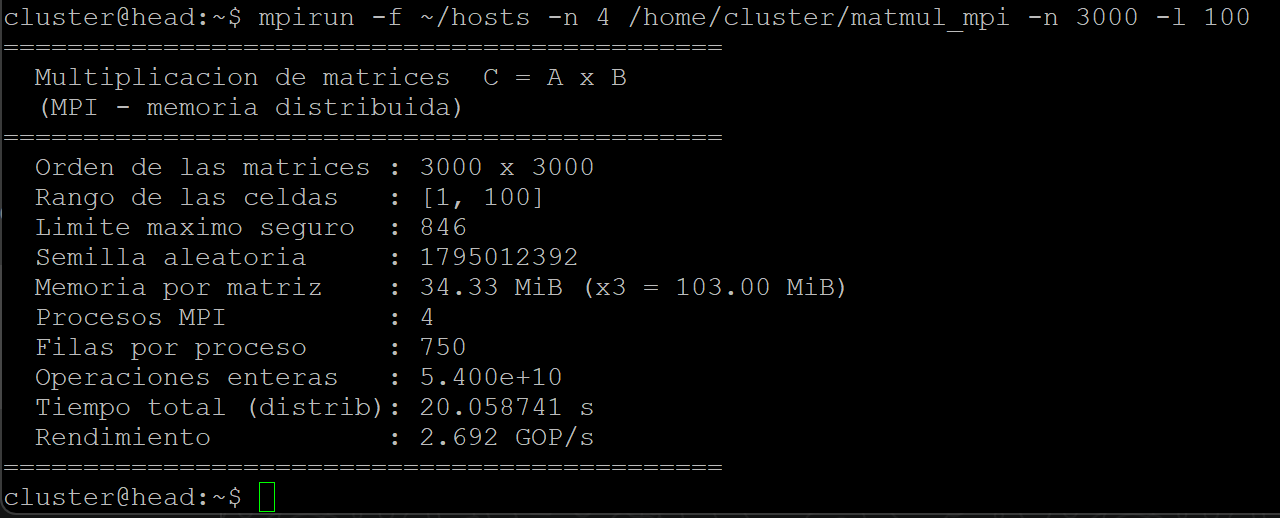 cluster@head:~$ mpirun -f ~/hosts -n 4 /home/cluster/matmul_mpi -n 3000 -l 100
=============================================
  Multiplicacion de matrices  C = A x B
  (MPI - memoria distribuida)
=============================================
  Orden de las matrices : 3000 x 3000
  Rango de las celdas   : [1, 100]
  Limite maximo seguro  : 846
  Semilla aleatoria     : 1795012392
  Memoria por matriz    : 34.33 MiB (x3 = 103.00 MiB)
  Procesos MPI          : 4
  Filas por proceso     : 750
  Operaciones enteras   : 5.400e+10
  Tiempo total (distrib): 20.058741 s
  Rendimiento           : 2.692 GOP/s
=============================================
cluster@head:~$